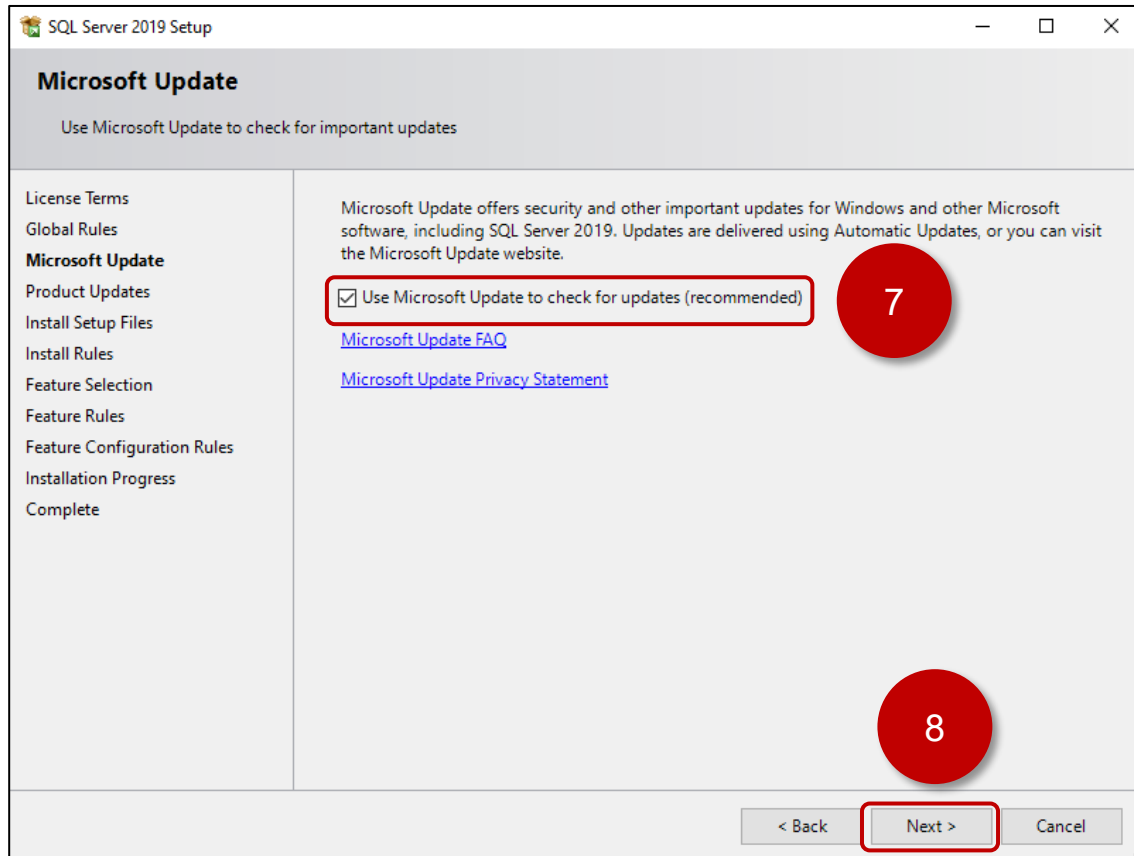 SQL Server 2019 Setup
Microsoft Update
Use Microsoft Update to check for important updates
License Terms
Global Rules
Microsoft Update
Product Updates
Install Setup Files
Install Rules
Feature Selection
Feature Rules
Feature Configuration Rules
Installation Progress
Complete
Microsoft Update offers security and other important updates for Windows and other Microsoft
software, including SQL Server 2019. Updates are delivered using Automatic Updates, or you can visit
the Microsoft Update website.
Use Microsoft Update to check for updates (recommended)
7
Microsoft Update FAQ
Microsoft Update Privacy Statement
8
< Back
Next >
Cancel